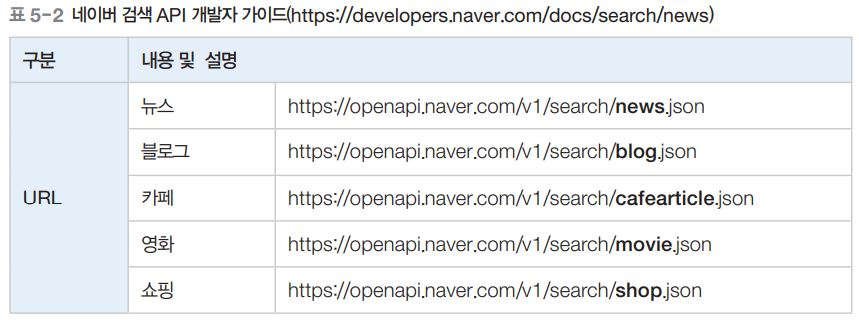 표 5-2 네이버 검색 API 개발자 가이드(https://developers.naver.com/docs/search/news)
구분 내용 및 설명
뉴스 https://openapi.naver.com/v1/search/news.json
블로그 https://openapi.naver.com/v1/search/blog.json
URL 카페 https://openapi.naver.com/v1/search/cafearticle.json
영화 https://openapi.naver.com/v1/search/movie.json
쇼핑 https://openapi.naver.com/v1/search/shop.json